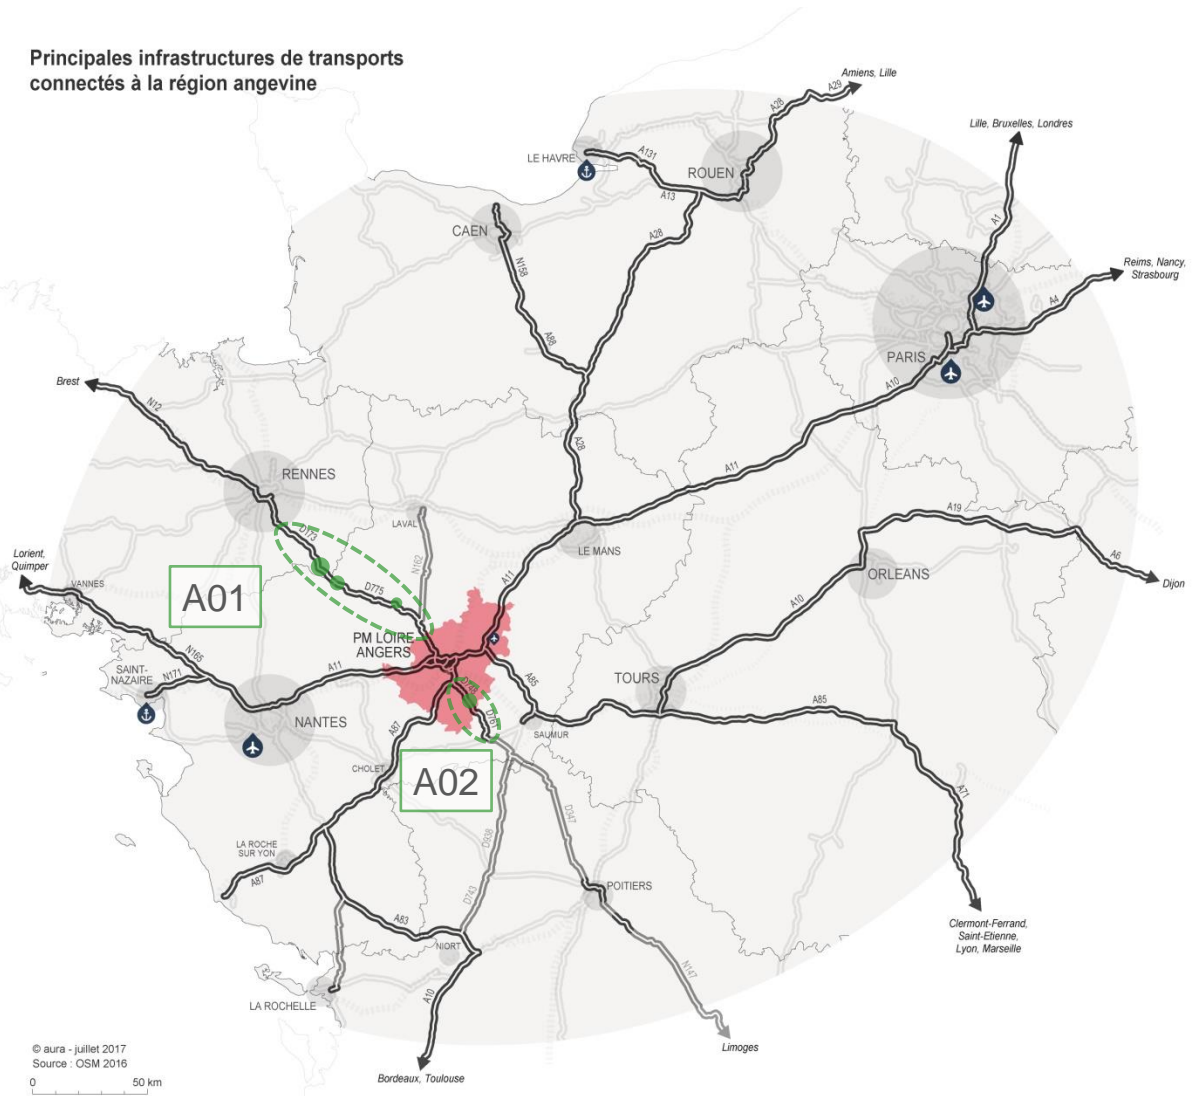 Principales infrastructures de transports
connectés à la région angevine
Amiens, Lille
A29
A28
Lille, Bruxelles, Londres
LE HAVRE
A131
ROUEN
A13
A1
CAEN
A28
N158
Reims, Nancy,
Strasbourg
A4
A88
PARIS
A10
Brest
N12
A28
RENNES
A11
LAVAL
A19
D173
N162
LE MANS
A6
Lorient,
Quimper
VANNES
A01
D775
A11
ORLEANS
Dijon
A10
PM LOIRE
ANGERS
N165
SAINT-
NAZAIRE
N171
A11
A85
TOURS
D748
D761
A85
NANTES
A87
SAUMUR
CHOLET
A02
A71
D347
D938
LA ROCHE
SUR YON
A87
POITIERS
D743
A83
Clermont-Ferrand,
Saint-Etienne,
Lyon, Marseille
NIORT
N147
A10
LA ROCHELLE
Limoges
© aura - juillet 2017
Source : OSM 2016
Bordeaux, Toulouse
0 50 km